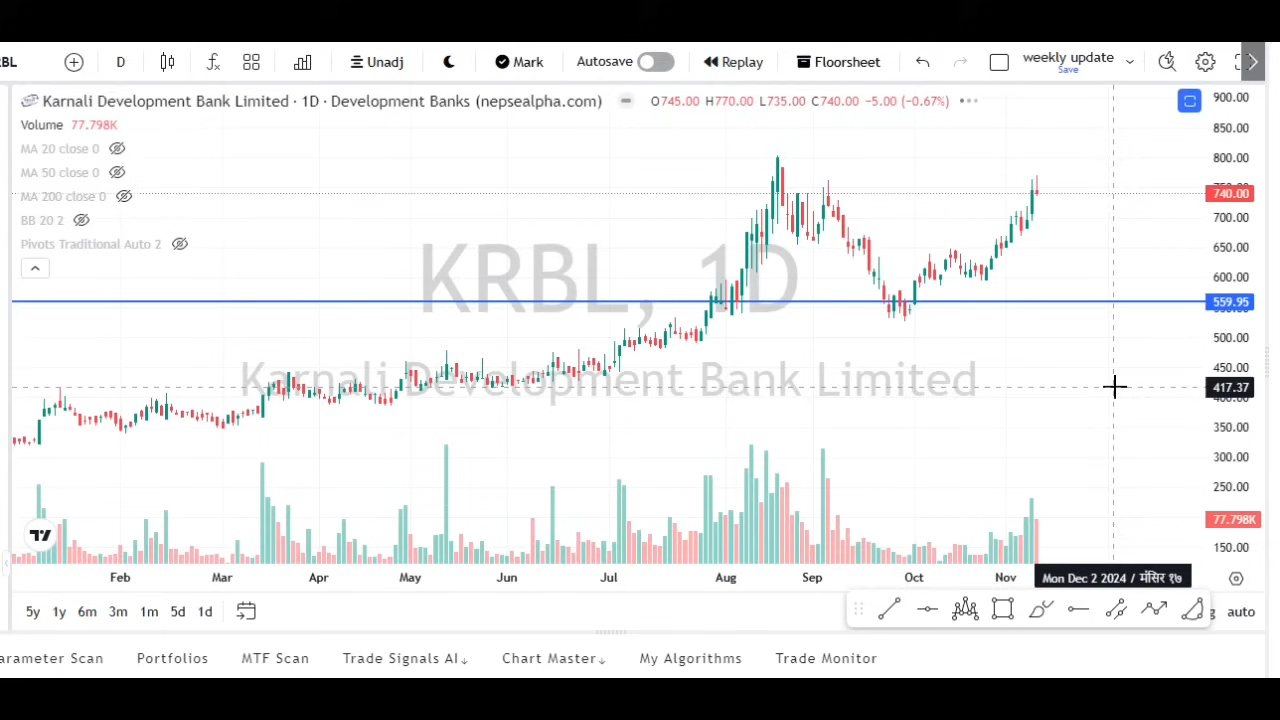 BL D Unadj Mark Autosave Replay Floorsheet weekly update
Save
Karnali Development Bank Limited · 1D · Development Banks (nepsealpha.com) O745.00 H770.00 L735.00 C740.00 -5.00 (-0.67%)
Volume 77.798K
MA 20 close 0
MA 50 close 0
MA 200 close 0
BB 20 2
Pivots Traditional Auto 2
KRBL, 1D
Karnali Development Bank Limited
900.00
850.00
800.00
740.00
700.00
650.00
600.00
559.95
500.00
450.00
417.37
350.00
300.00
250.00
77.798K
150.00
Feb Mar Apr May Jun Jul Aug Sep Oct Nov Mon Dec 2 2024 / मंसिर १७
5y 1y 6m 3m 1m 5d 1d g auto
arameter Scan Portfolios MTF Scan Trade Signals AI↓ Chart Master↓ My Algorithms Trade Monitor